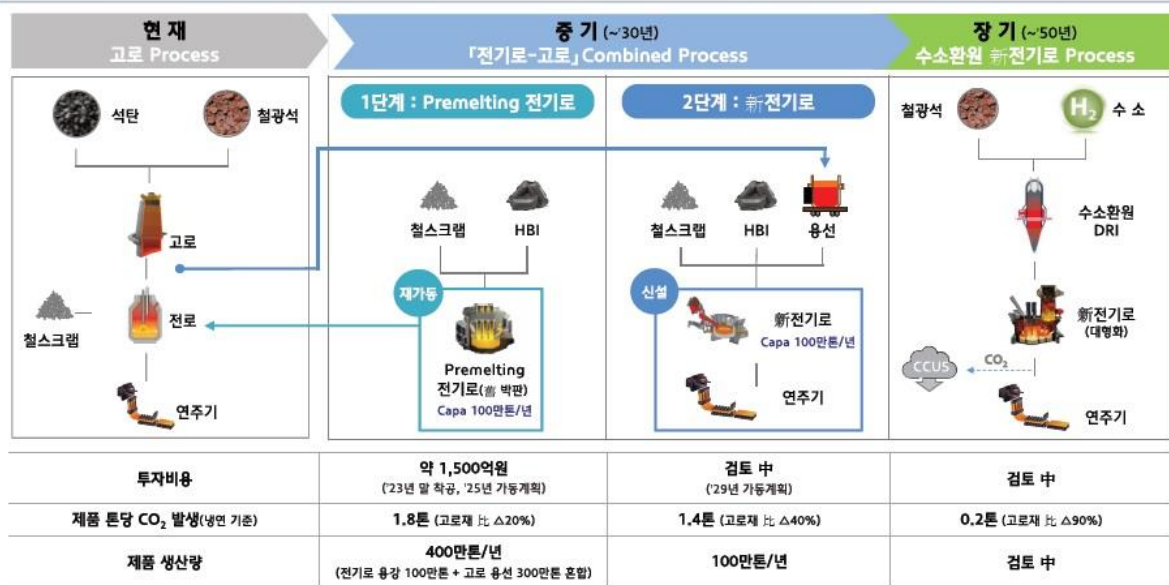 현 재
고로 Process
중 기 (~'30년)
「전기로-고로」 Combined Process
장 기 (~'50년)
수소환원 新전기로 Process
석탄
철광석
고로
철스크랩
전로
연주기
1단계 : Premelting 전기로
철스크랩
HBI
재가동
Premelting
전기로(舊 박판)
Capa 100만톤/년
2단계 : 新전기로
철스크랩
HBI
용선
신설
新전기로
Capa 100만톤/년
연주기
철광석
H₂
수 소
수소환원
DRI
新전기로
(대형화)
CCUS
CO₂
연주기
투자비용
약 1,500억원
('23년 말 착공, '25년 가동계획)
검토 中
('29년 가동계획)
검토 中
제품 톤당 CO₂ 발생(냉연 기준)
1.8톤 (고로재 比 △20%)
1.4톤 (고로재 比 △40%)
0.2톤 (고로재 比 △90%)
제품 생산량
400만톤/년
(전기로 용강 100만톤 + 고로 용선 300만톤 혼합)
100만톤/년
검토 中